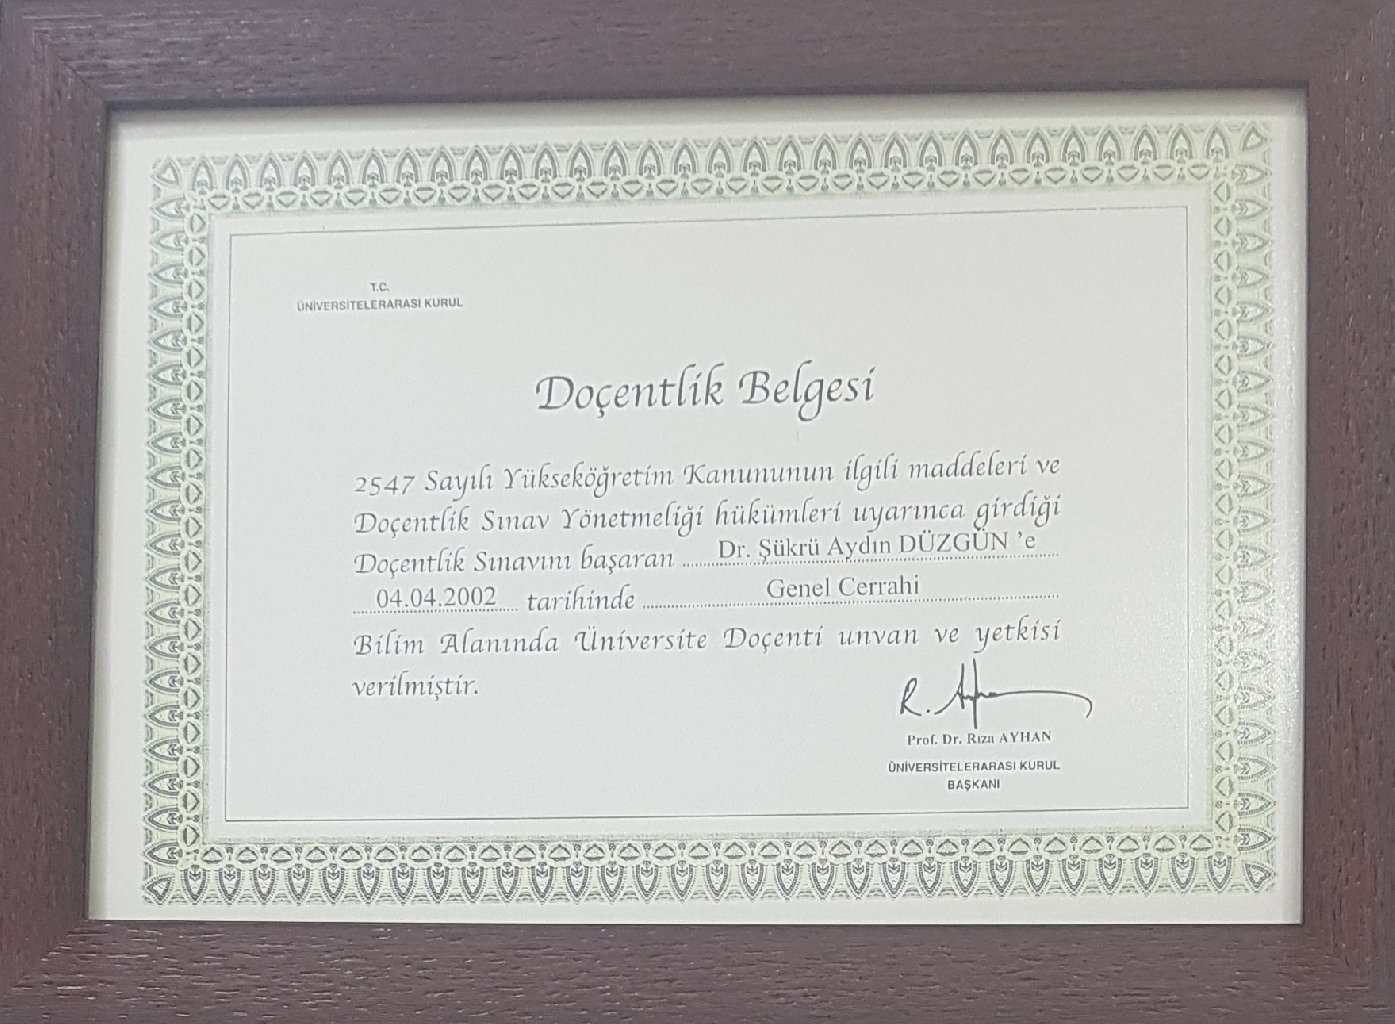 T.C.
ÜNİVERSİTELERARASI KURUL
Doçentlik Belgesi
2547 Sayılı Yükseköğretim Kanununun ilgili maddeleri ve
Doçentlik Sınav Yönetmeliği hükümleri uyarınca girdiği
Doçentlik Sınavını başaran Dr. Şükrü Aydın DÜZGÜN 'e
04.04.2002 tarihinde Genel Cerrahi
Bilim Alanında Üniversite Doçenti unvan ve yetkisi
verilmiştir.
R. Ayhan
Prof. Dr. Rıza AYHAN
ÜNİVERSİTELERARASI KURUL
BAŞKANI